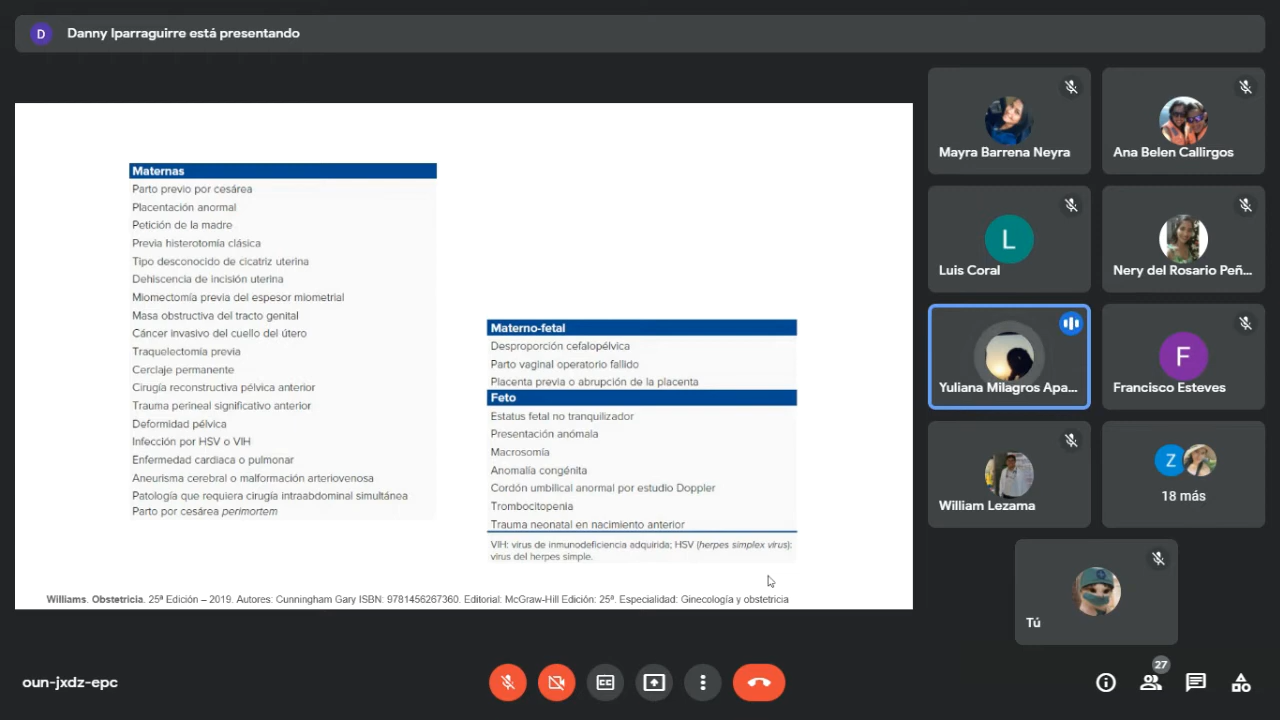 D
Danny Iparraguirre está presentando
Maternas
Parto previo por cesárea
Placentación anormal
Petición de la madre
Previa histerotomía clásica
Tipo desconocido de cicatriz uterina
Dehiscencia de incisión uterina
Miomectomía previa del espesor miometrial
Masa obstructiva del tracto genital
Cáncer invasivo del cuello del útero
Traquelectomía previa
Cerclaje permanente
Cirugía reconstructiva pélvica anterior
Trauma perineal significativo anterior
Deformidad pélvica
Infección por HSV o VIH
Enfermedad cardiaca o pulmonar
Aneurisma cerebral o malformación arteriovenosa
Patología que requiera cirugía intraabdominal simultánea
Parto por cesárea perimortem
Materno-fetal
Desproporción cefalopélvica
Parto vaginal operatorio fallido
Placenta previa o abrupción de la placenta
Feto
Estatus fetal no tranquilizador
Presentación anómala
Macrosomía
Anomalía congénita
Cordón umbilical anormal por estudio Doppler
Trombocitopenia
Trauma neonatal en nacimiento anterior
VIH: virus de inmunodeficiencia adquirida; HSV (herpes simplex virus):
virus del herpes simple.
Williams. Obstetricia. 25ª Edición – 2019. Autores: Cunningham Gary ISBN: 9781456267360. Editorial: McGraw-Hill Edición: 25ª. Especialidad: Ginecología y obstetricia
Mayra Barrena Neyra
Ana Belen Callirgos
L
Luis Coral
Nery del Rosario Peñ...
Yuliana Milagros Apa...
F
Francisco Esteves
William Lezama
Z
18 más
Tú
oun-jxdz-epc
CC
27